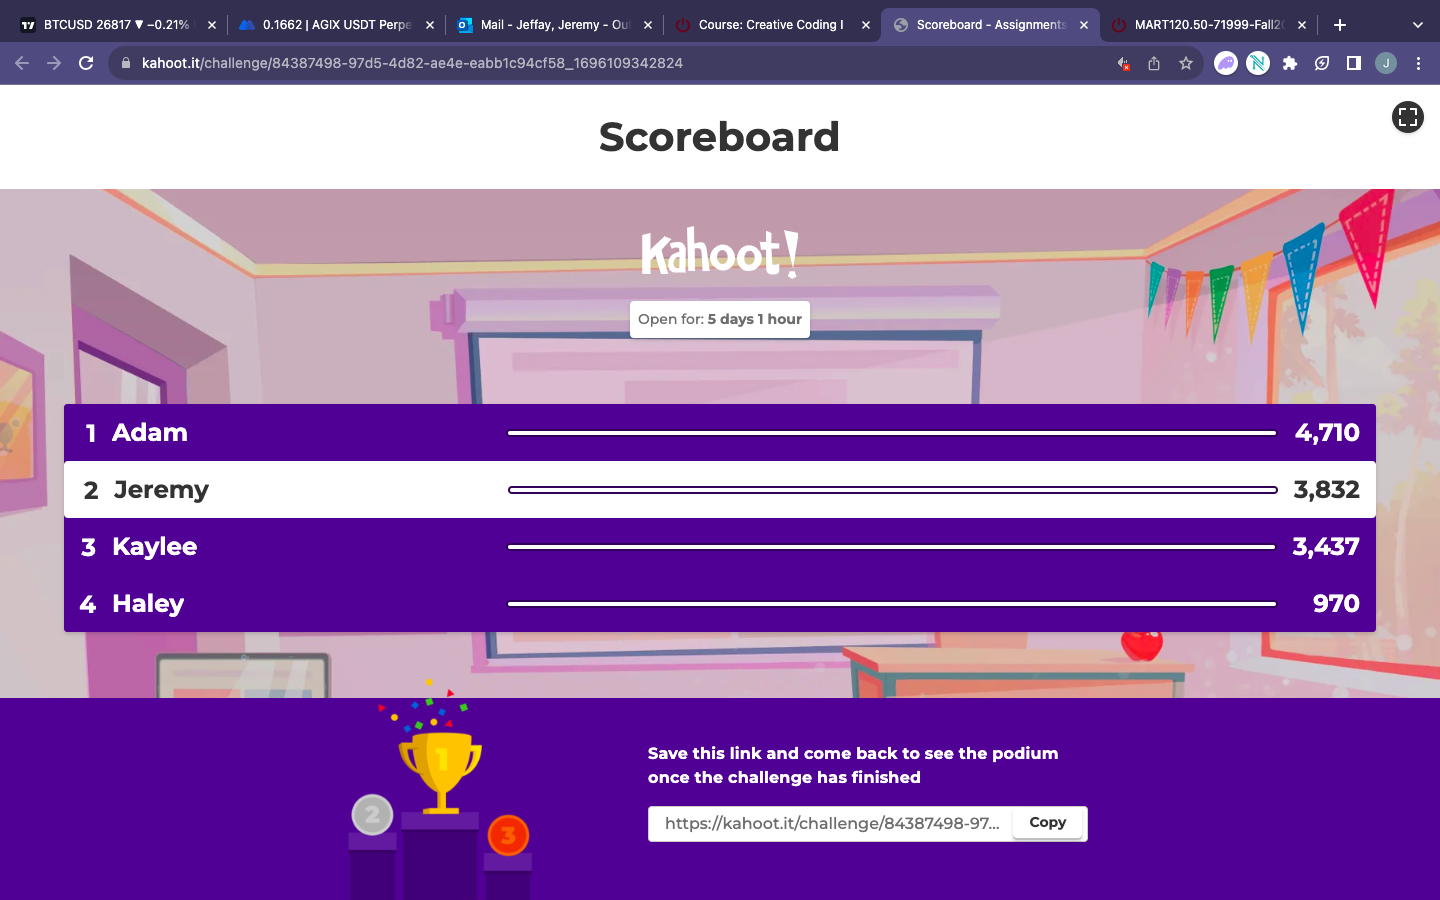 BTCUSD 26817 ▼ −0.21%
0.1662 | AGIX USDT Perpe
Mail - Jeffay, Jeremy - Ou
Course: Creative Coding I
Scoreboard - Assignments
MART120.50-71999-Fall20
kahoot.it/challenge/84387498-97d5-4d82-ae4e-eabb1c94cf58_1696109342824
J
Scoreboard
Kahoot!
Open for: 5 days 1 hour
1 Adam 4,710
2 Jeremy 3,832
3 Kaylee 3,437
4 Haley 970
1
2
3
Save this link and come back to see the podium
once the challenge has finished
https://kahoot.it/challenge/84387498-97...
Copy